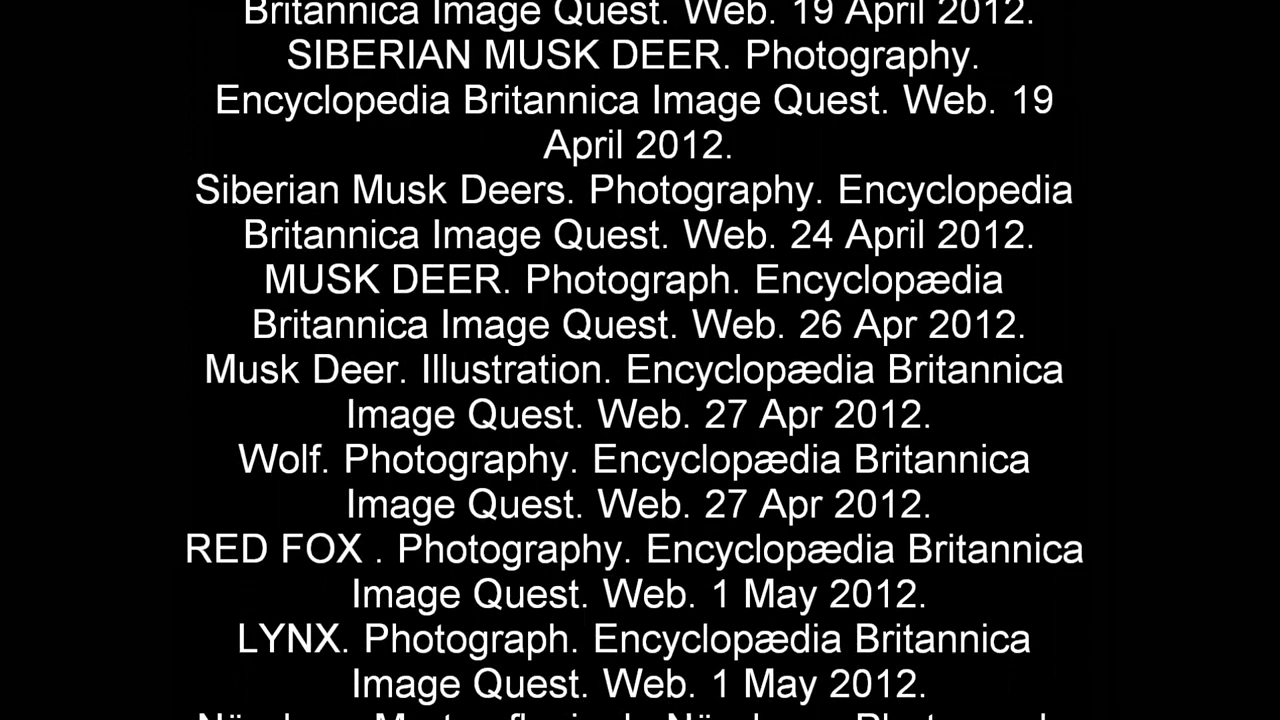 Britannica Image Quest. Web. 19 April 2012.
SIBERIAN MUSK DEER. Photography.
Encyclopedia Britannica Image Quest. Web. 19
April 2012.
Siberian Musk Deers. Photography. Encyclopedia
Britannica Image Quest. Web. 24 April 2012.
MUSK DEER. Photograph. Encyclopædia
Britannica Image Quest. Web. 26 Apr 2012.
Musk Deer. Illustration. Encyclopædia Britannica
Image Quest. Web. 27 Apr 2012.
Wolf. Photography. Encyclopædia Britannica
Image Quest. Web. 27 Apr 2012.
RED FOX . Photography. Encyclopædia Britannica
Image Quest. Web. 1 May 2012.
LYNX. Photograph. Encyclopædia Britannica
Image Quest. Web. 1 May 2012.